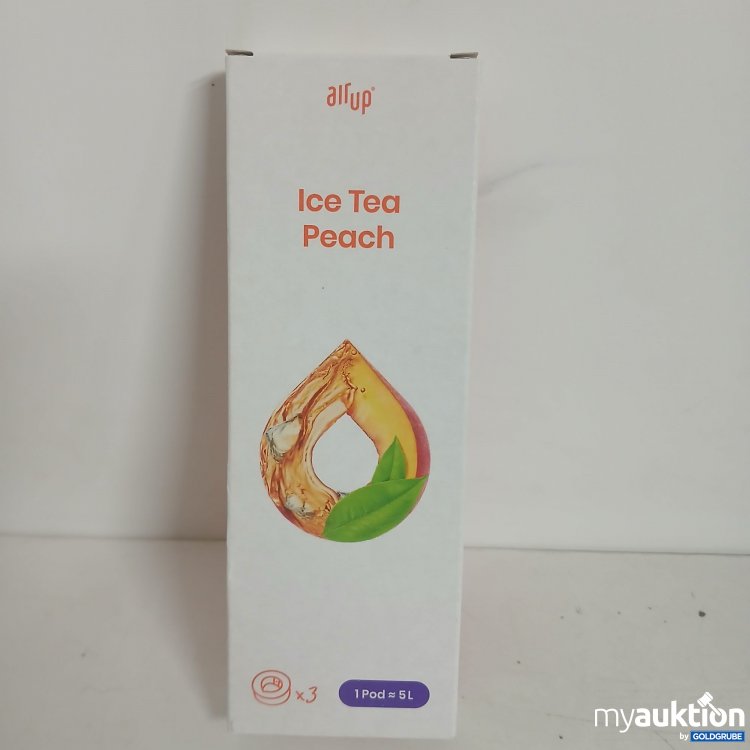 air up®
Ice Tea
Peach
x3
1 Pod ≈ 5 L
myauktion
by GOLDGRUBE